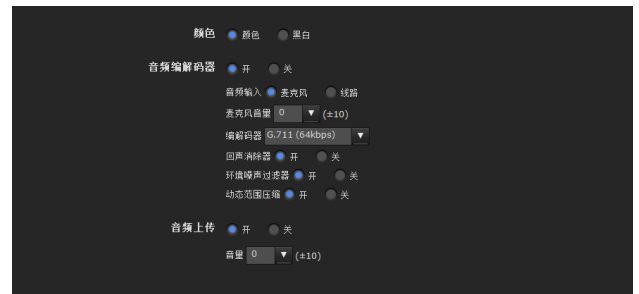 颜色 颜色 黑白
音频编解码器 开 关
音频输入 麦克风 线路
麦克风音量 0 ▼ (±10)
编解码器 G.711 (64kbps) ▼
回声消除器 开 关
环境噪声过滤器 开 关
动态范围压缩 开 关
音频上传 开 关
音量 0 ▼ (±10)